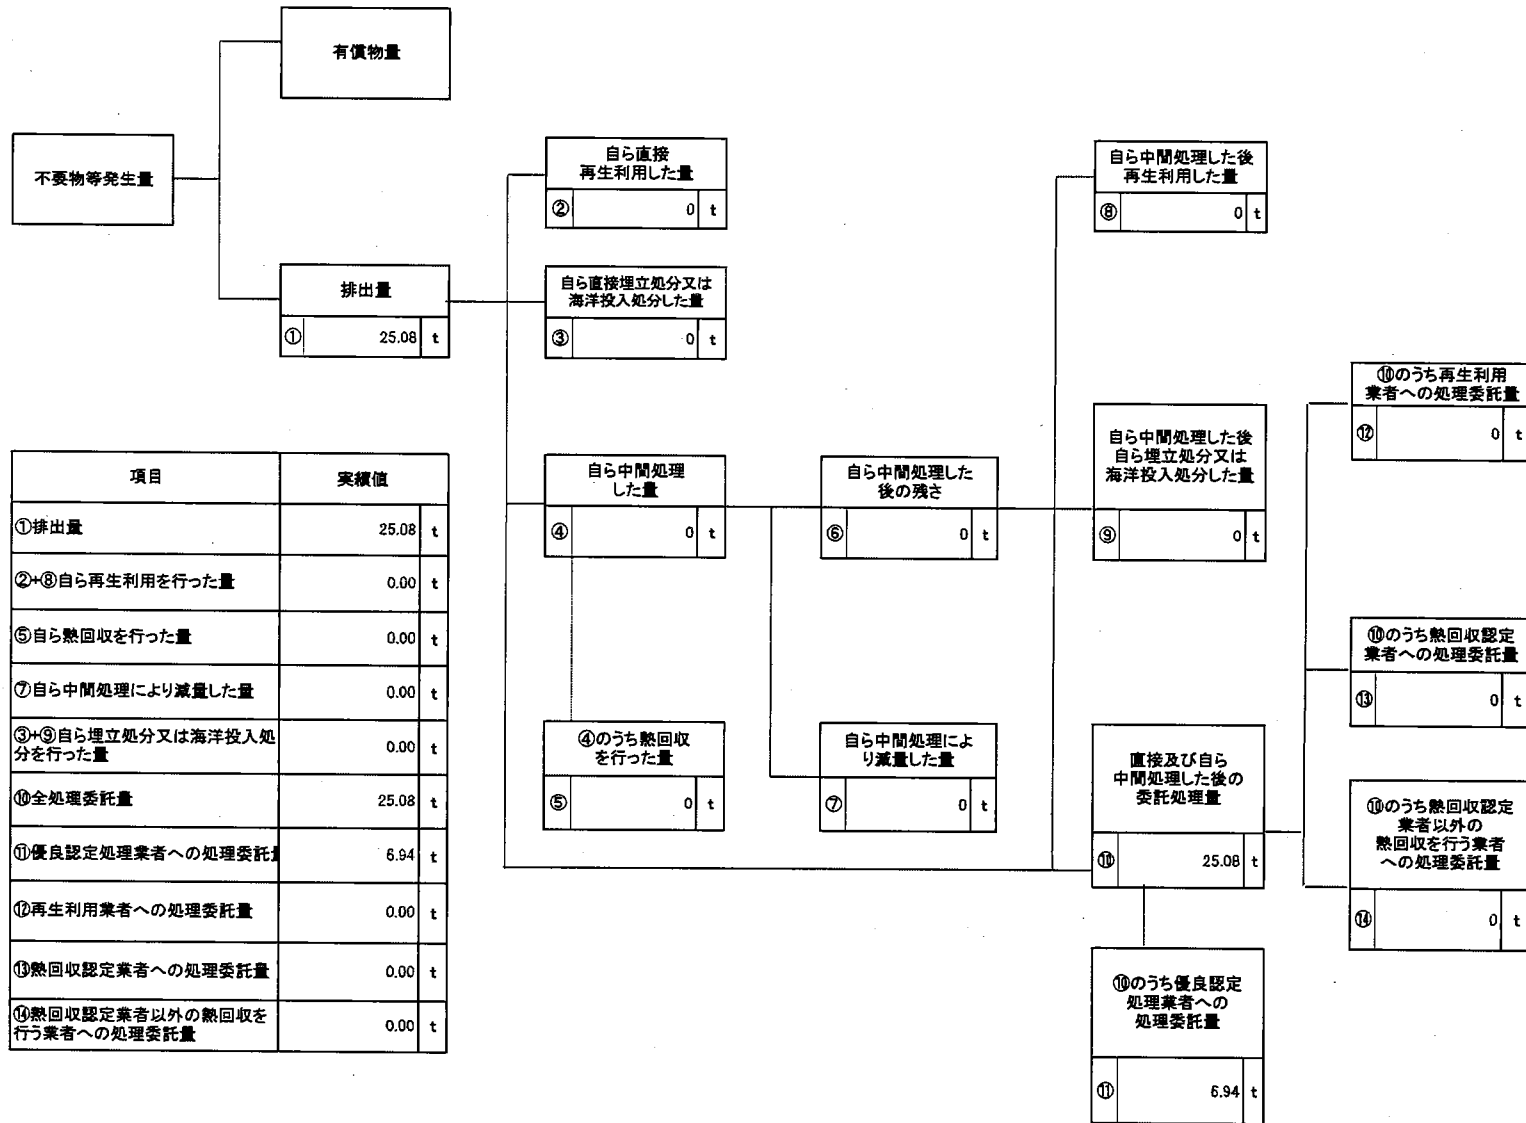 有償物量
不要物等発生量
排出量
① 25.08 t
自ら直接
再生利用した量
② 0 t
自ら直接埋立処分又は
海洋投入処分した量
③ 0 t
自ら中間処理
した量
④ 0 t
④のうち熱回収
を行った量
⑤ 0 t
自ら中間処理した
後の残さ
⑥ 0 t
自ら中間処理によ
り減量した量
⑦ 0 t
自ら中間処理した後
再生利用した量
⑧ 0 t
自ら中間処理した後
自ら埋立処分又は
海洋投入処分した量
⑨ 0 t
直接及び自ら
中間処理した後の
委託処理量
⑩ 25.08 t
⑩のうち優良認定
処理業者への
処理委託量
⑪ 6.94 t
⑩のうち再生利用
業者への処理委託量
⑫ 0 t
⑩のうち熱回収認定
業者への処理委託量
⑬ 0 t
⑩のうち熱回収認定
業者以外の
熱回収を行う業者
への処理委託量
⑭ 0 t
項目 実績値
①排出量 25.08 t
②+⑧自ら再生利用を行った量 0.00 t
⑤自ら熱回収を行った量 0.00 t
⑦自ら中間処理により減量した量 0.00 t
③+⑨自ら埋立処分又は海洋投入処
分を行った量 0.00 t
⑩全処理委託量 25.08 t
⑪優良認定処理業者への処理委託 6.94 t
⑫再生利用業者への処理委託量 0.00 t
⑬熱回収認定業者への処理委託量 0.00 t
⑭熱回収認定業者以外の熱回収を
行う業者への処理委託量 0.00 t